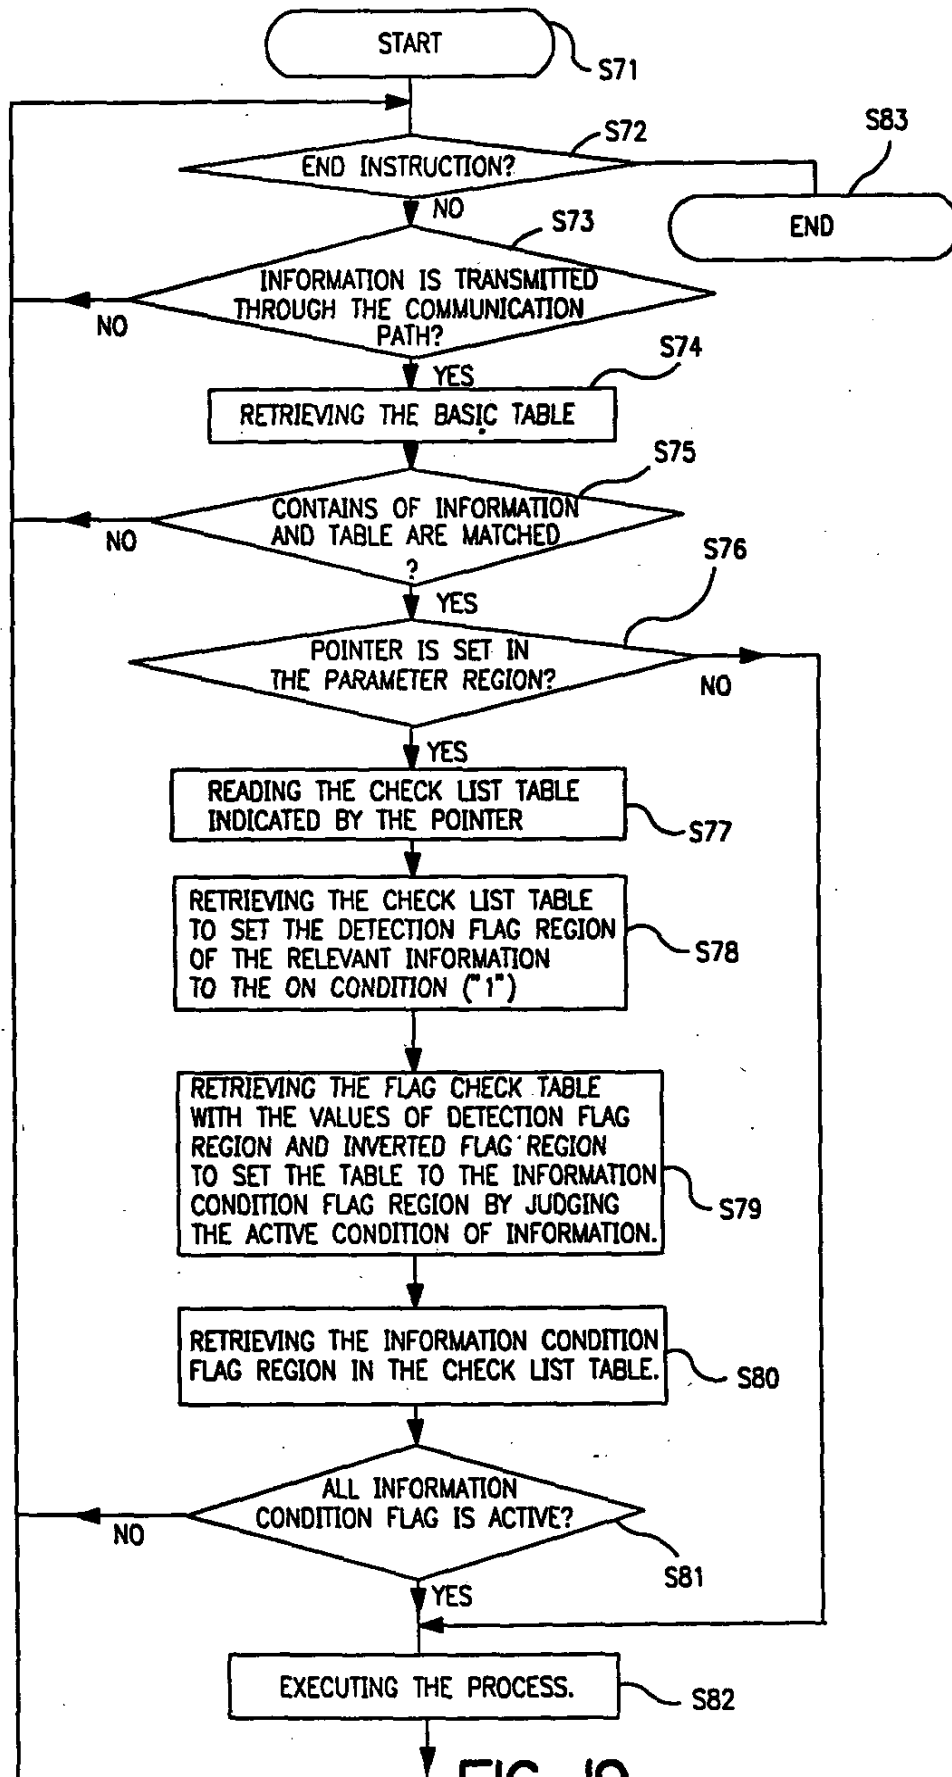 START
S71
S72
S83
END INSTRUCTION?
END
NO
S73
INFORMATION IS TRANSMITTED
THROUGH THE COMMUNICATION
PATH?
NO
YES
S74
RETRIEVING THE BASIC TABLE
S75
CONTAINS OF INFORMATION
AND TABLE ARE MATCHED
?
NO
YES
S76
POINTER IS SET IN
THE PARAMETER REGION?
NO
YES
READING THE CHECK LIST TABLE
INDICATED BY THE POINTER
S77
RETRIEVING THE CHECK LIST TABLE
TO SET THE DETECTION FLAG REGION
OF THE RELEVANT INFORMATION
TO THE ON CONDITION ("1")
S78
RETRIEVING THE FLAG CHECK TABLE
WITH THE VALUES OF DETECTION FLAG
REGION AND INVERTED FLAG REGION
TO SET THE TABLE TO THE INFORMATION
CONDITION FLAG REGION BY JUDGING
THE ACTIVE CONDITION OF INFORMATION.
S79
RETRIEVING THE INFORMATION CONDITION
FLAG REGION IN THE CHECK LIST TABLE.
S80
ALL INFORMATION
CONDITION FLAG IS ACTIVE?
NO
S81
YES
EXECUTING THE PROCESS.
S82